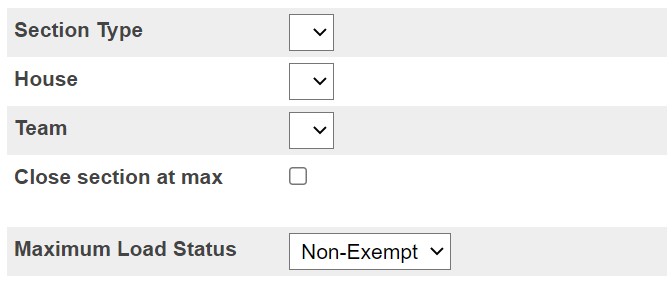 Section Type
House
Team
Close section at max
Maximum Load Status Non-Exempt